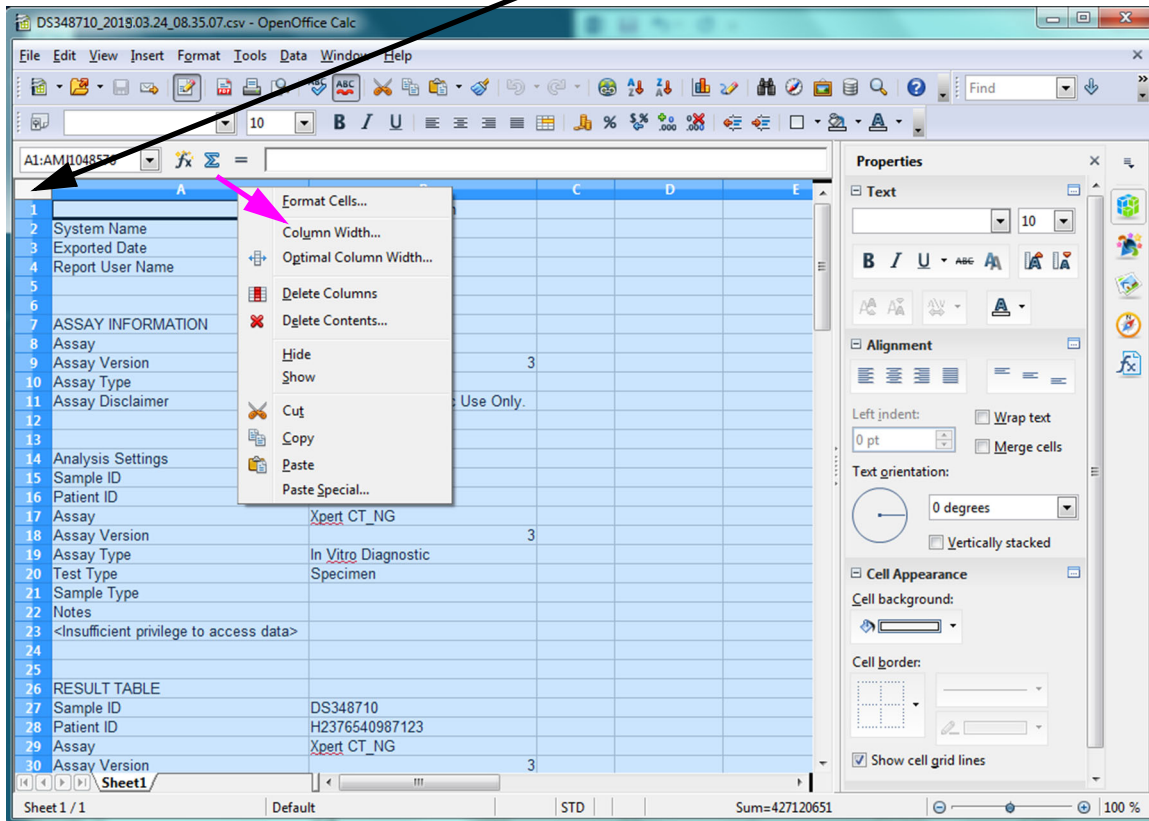 DS348710_2018.03.24_08.35.07.csv - OpenOffice Calc
File Edit View Insert Format Tools Data Window Help
Find
10
A1:AMJ1048576
A C D E
1
2 System Name
3 Exported Date
4 Report User Name
5
6
7 ASSAY INFORMATION
8 Assay
9 Assay Version 3
10 Assay Type
11 Assay Disclaimer Use Only.
12
13
14 Analysis Settings
15 Sample ID
16 Patient ID
17 Assay Xpert CT_NG
18 Assay Version 3
19 Assay Type In Vitro Diagnostic
20 Test Type Specimen
21 Sample Type
22 Notes
23 <Insufficient privilege to access data>
24
25
26 RESULT TABLE
27 Sample ID DS348710
28 Patient ID H2376540987123
29 Assay Xpert CT_NG
30 Assay Version 3
Format Cells...
Column Width...
Optimal Column Width...
Delete Columns
Delete Contents...
Hide
Show
Cut
Copy
Paste
Paste Special...
Properties
Text
10
B I U ABC
Alignment
Left indent:
Wrap text
0 pt
Merge cells
Text orientation:
0 degrees
Vertically stacked
Cell Appearance
Cell background:
Cell border:
Show cell grid lines
Sheet1
Sheet 1 / 1 Default STD Sum=427120651 100 %